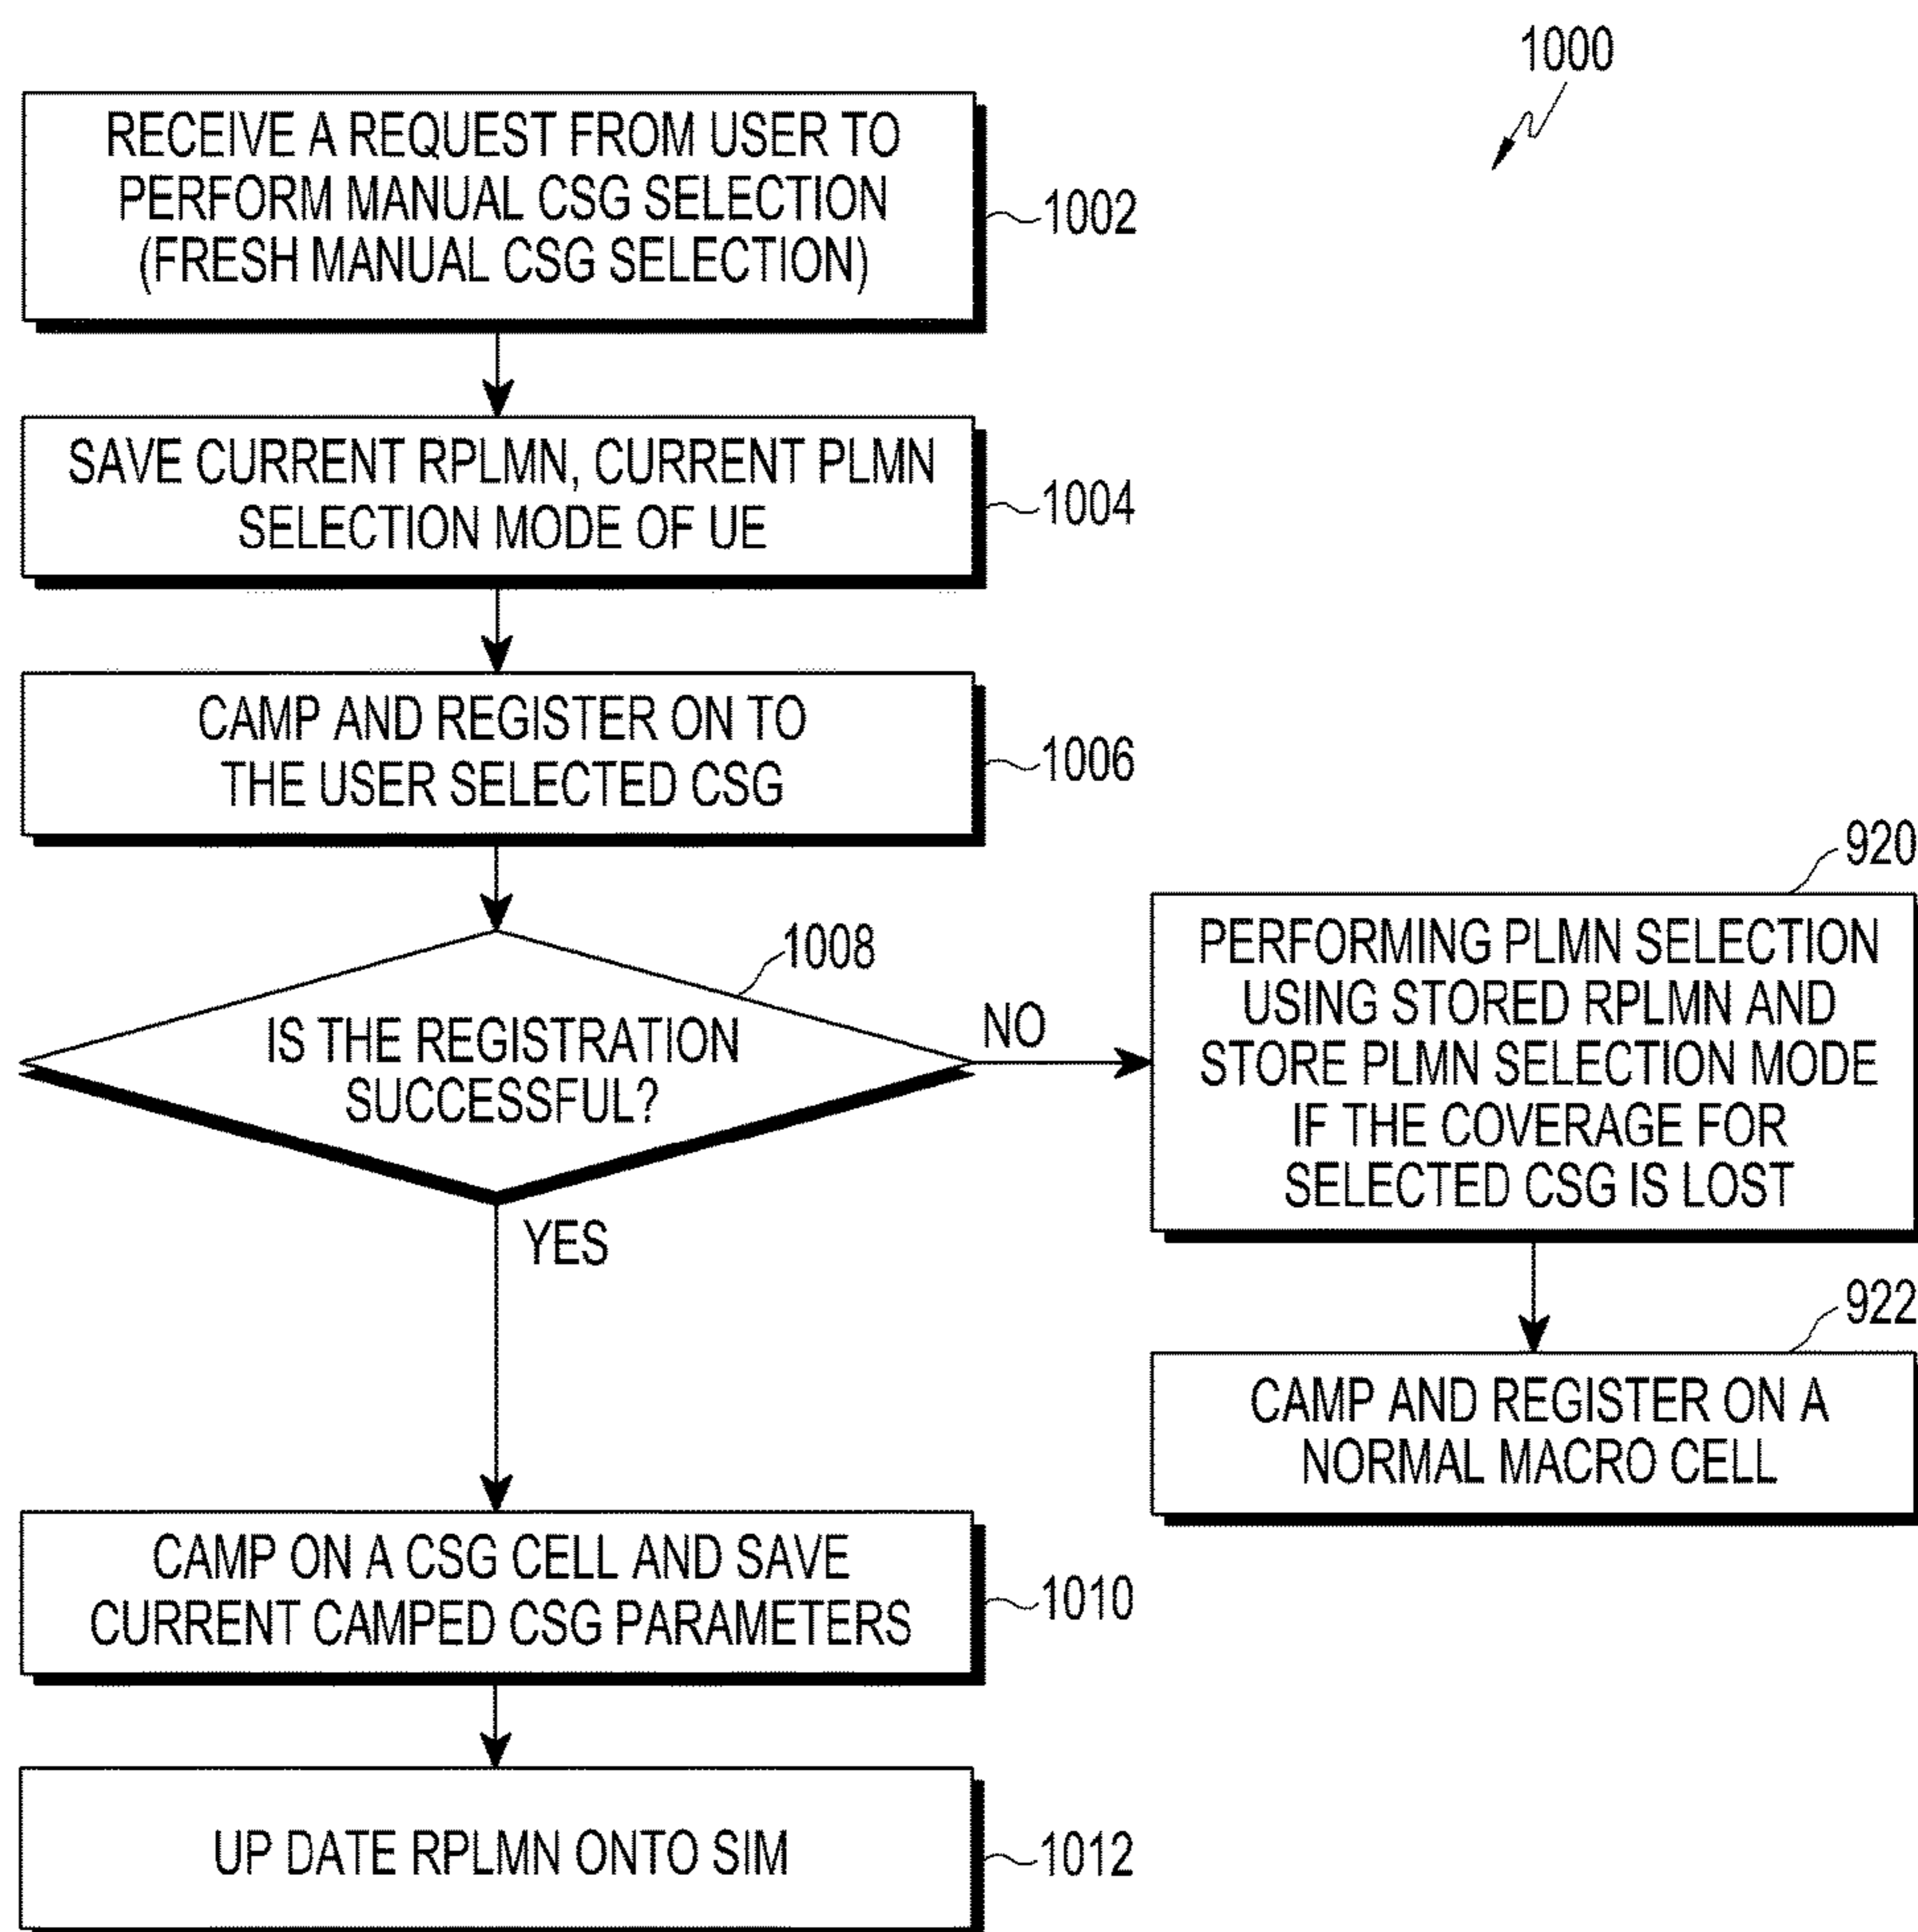 1000
RECEIVE A REQUEST FROM USER TO
PERFORM MANUAL CSG SELECTION
(FRESH MANUAL CSG SELECTION)
1002
SAVE CURRENT RPLMN, CURRENT PLMN
SELECTION MODE OF UE
1004
CAMP AND REGISTER ON TO
THE USER SELECTED CSG
1006
1008
IS THE REGISTRATION
SUCCESSFUL?
NO
YES
920
PERFORMING PLMN SELECTION
USING STORED RPLMN AND
STORE PLMN SELECTION MODE
IF THE COVERAGE FOR
SELECTED CSG IS LOST
922
CAMP AND REGISTER ON A
NORMAL MACRO CELL
CAMP ON A CSG CELL AND SAVE
CURRENT CAMPED CSG PARAMETERS
1010
UP DATE RPLMN ONTO SIM
1012